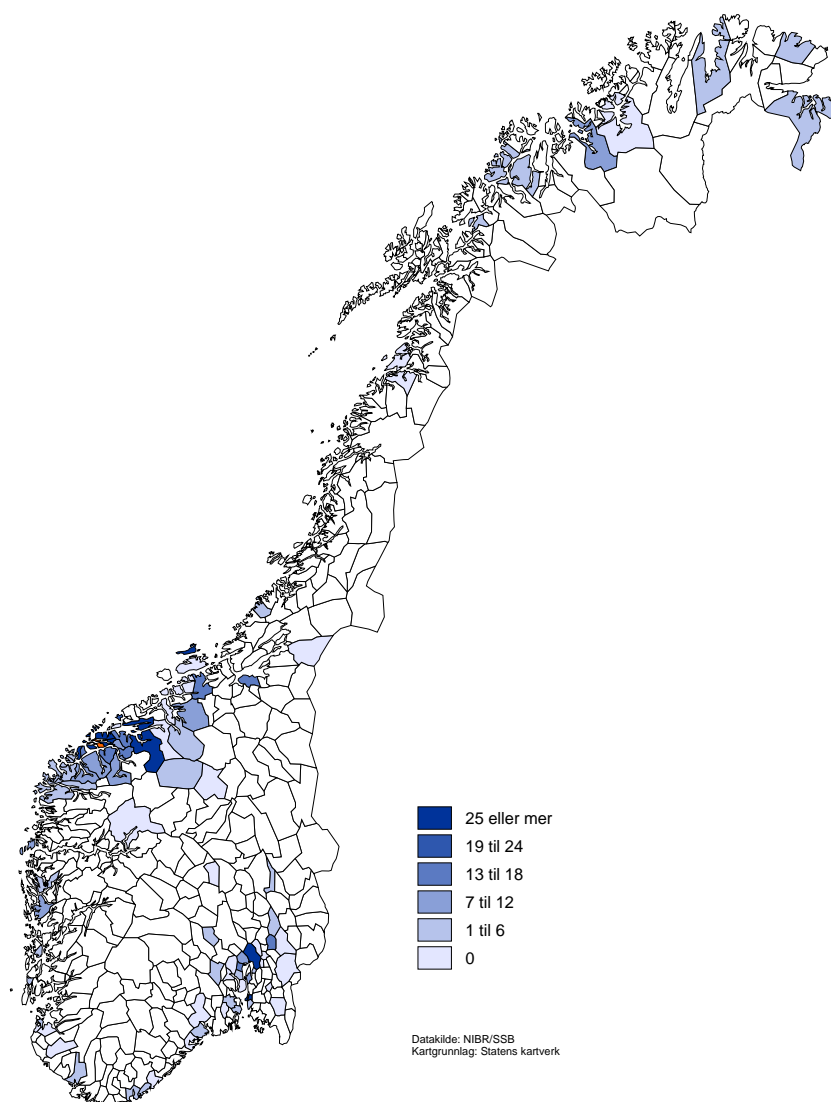 25 eller mer
19 til 24
13 til 18
7 til 12
1 til 6
0
Datakilde: NIBR/SSB
Kartgrunnlag: Statens kartverk